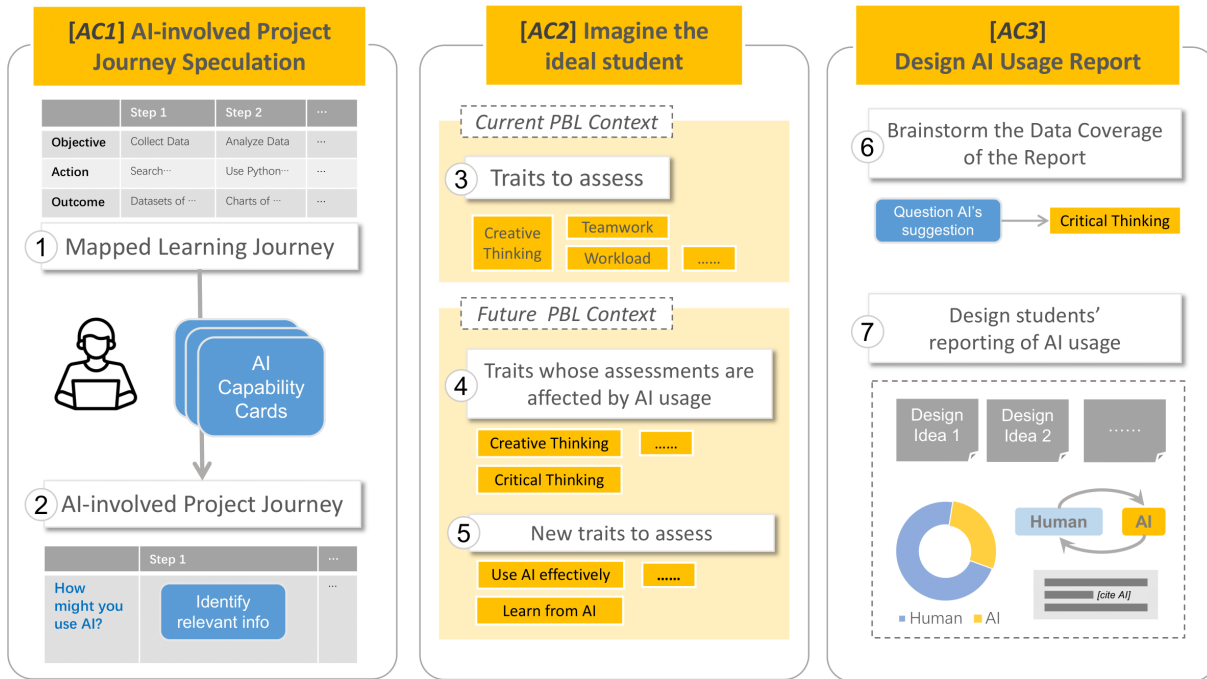 [AC1] AI-involved Project
Journey Speculation
Step 1 Step 2 ...
Objective Collect Data Analyze Data ...
Action Search··· Use Python··· ...
Outcome Datasets of ··· Charts of ··· ...
1 Mapped Learning Journey
AI
Capability
Cards
2 AI-involved Project Journey
Step 1 ...
How
might you
use AI?
Identify
relevant info
...
[AC2] Imagine the
ideal student
Current PBL Context
3 Traits to assess
Creative
Thinking
Teamwork
Workload
......
Future PBL Context
4 Traits whose assessments are
affected by AI usage
Creative Thinking ......
Critical Thinking
5 New traits to assess
Use AI effectively ......
Learn from AI
[AC3]
Design AI Usage Report
6 Brainstorm the Data Coverage
of the Report
Question AI's
suggestion
Critical Thinking
7 Design students'
reporting of AI usage
Design
Idea 1
Design
Idea 2
......
Human AI
[cite AI]
Human AI